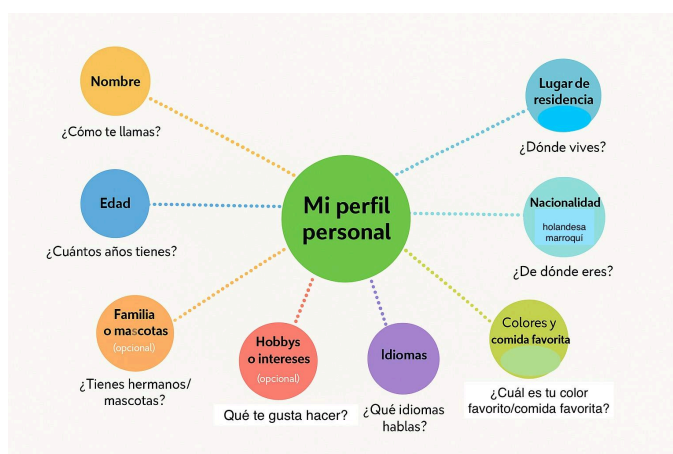 Nombre
¿Cómo te llamas?
Lugar de
residencia
¿Dónde vives?
Edad
¿Cuántos años tienes?
Mi perfil
personal
Nacionalidad
holandesa
marroquí
¿De dónde eres?
Familia
o mascotas
(opcional)
¿Tienes hermanos/
mascotas?
Hobbys
o intereses
(opcional)
Qué te gusta hacer?
Idiomas
¿Qué idiomas
hablas?
Colores y
comida favorita
¿Cuál es tu color
favorito/comida favorita?